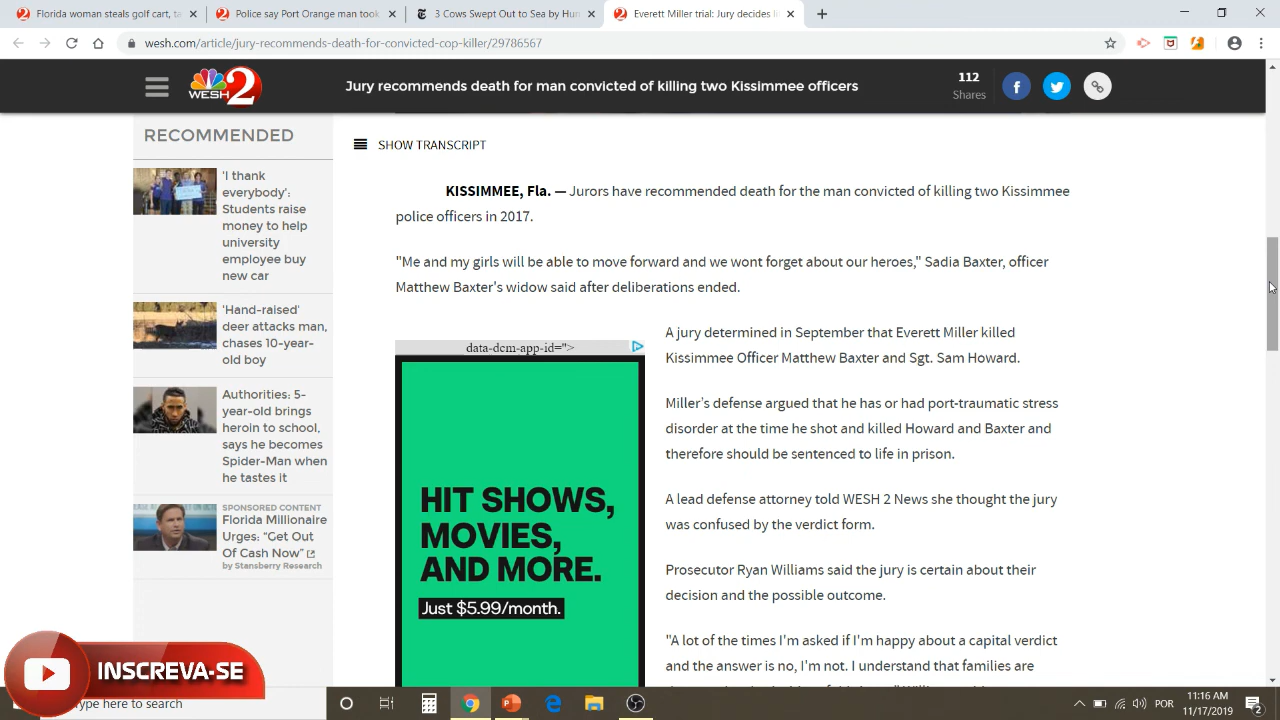 Florida woman steals golf cart, ta
Police say Port Orange man took
3 Cows Swept Out to Sea by Hurr
Everett Miller trial: Jury decides li
wesh.com/article/jury-recommends-death-for-convicted-cop-killer/29786567
WESH 2
Jury recommends death for man convicted of killing two Kissimmee officers
112
Shares
RECOMMENDED
'I thank
everybody':
Students raise
money to help
university
employee buy
new car
'Hand-raised'
deer attacks man,
chases 10-year-
old boy
Authorities: 5-
year-old brings
heroin to school,
says he becomes
Spider-Man when
he tastes it
SPONSORED CONTENT
Florida Millionaire
Urges: "Get Out
Of Cash Now"
by Stansberry Research
SHOW TRANSCRIPT
KISSIMMEE, Fla. — Jurors have recommended death for the man convicted of killing two Kissimmee
police officers in 2017.
"Me and my girls will be able to move forward and we wont forget about our heroes," Sadia Baxter, officer
Matthew Baxter's widow said after deliberations ended.
data-dcm-app-id=">
HIT SHOWS,
MOVIES,
AND MORE.
Just $5.99/month.
A jury determined in September that Everett Miller killed
Kissimmee Officer Matthew Baxter and Sgt. Sam Howard.
Miller's defense argued that he has or had port-traumatic stress
disorder at the time he shot and killed Howard and Baxter and
therefore should be sentenced to life in prison.
A lead defense attorney told WESH 2 News she thought the jury
was confused by the verdict form.
Prosecutor Ryan Williams said the jury is certain about their
decision and the possible outcome.
"A lot of the times I'm asked if I'm happy about a capital verdict
and the answer is no, I'm not. I understand that families are
INSCREVA-SE
ype here to search
POR
11:16 AM
11/17/2019
2